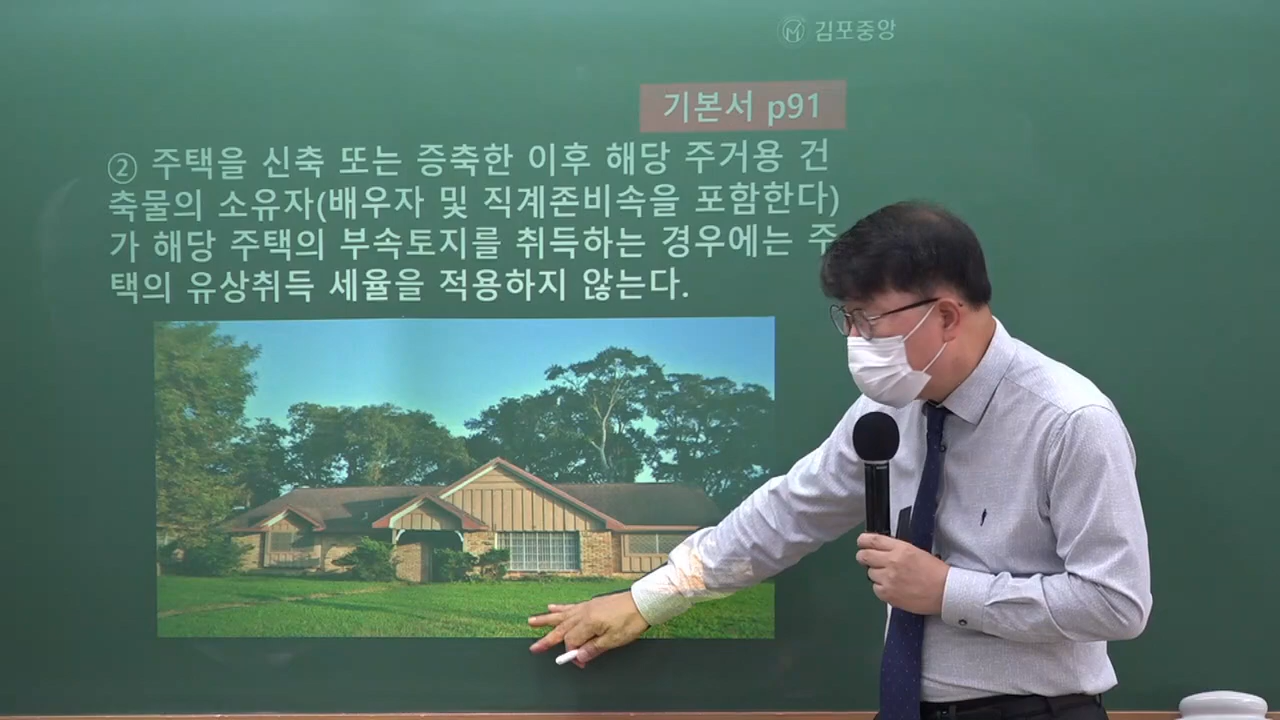 김포중앙
기본서 p91
② 주택을 신축 또는 증축한 이후 해당 주거용 건
축물의 소유자(배우자 및 직계존비속을 포함한다)
가 해당 주택의 부속토지를 취득하는 경우에는 주
택의 유상취득 세율을 적용하지 않는다.